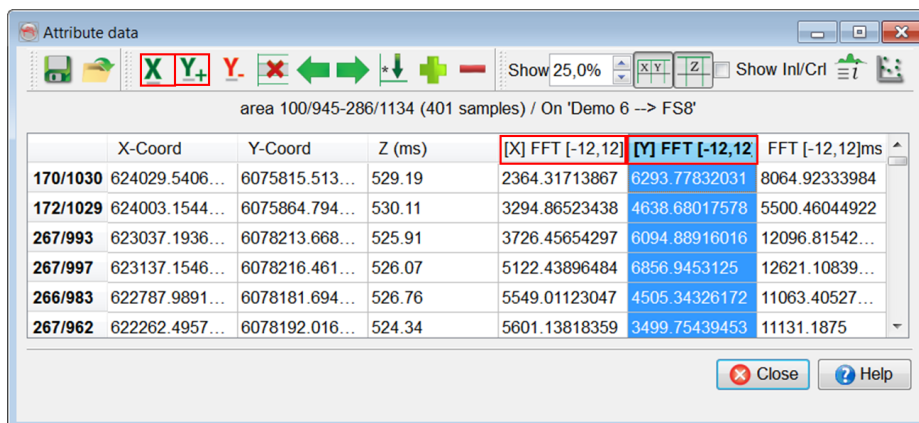 Attribute data
X Y+ Y- Show 25,0% X Y Z Show Inl/Crl
area 100/945-286/1134 (401 samples) / On 'Demo 6 --> FS8'
X-Coord Y-Coord Z (ms) [X] FFT [-12,12] [Y] FFT [-12,12 FFT [-12,12]ms
170/1030 624029.5406... 6075815.513... 529.19 2364.31713867 6293.77832031 8064.92333984
172/1029 624003.1544... 6075864.794... 530.11 3294.86523438 4638.68017578 5500.46044922
267/993 623037.1936... 6078213.668... 525.91 3726.45654297 6094.88916016 12096.81542...
267/997 623137.1546... 6078216.461... 526.07 5122.43896484 6856.9453125 12621.10839...
266/983 622787.9891... 6078181.694... 526.76 5549.01123047 4505.34326172 11063.40527...
267/962 622262.4957... 6078192.016... 524.34 5601.13818359 3499.75439453 11131.1875
Close Help